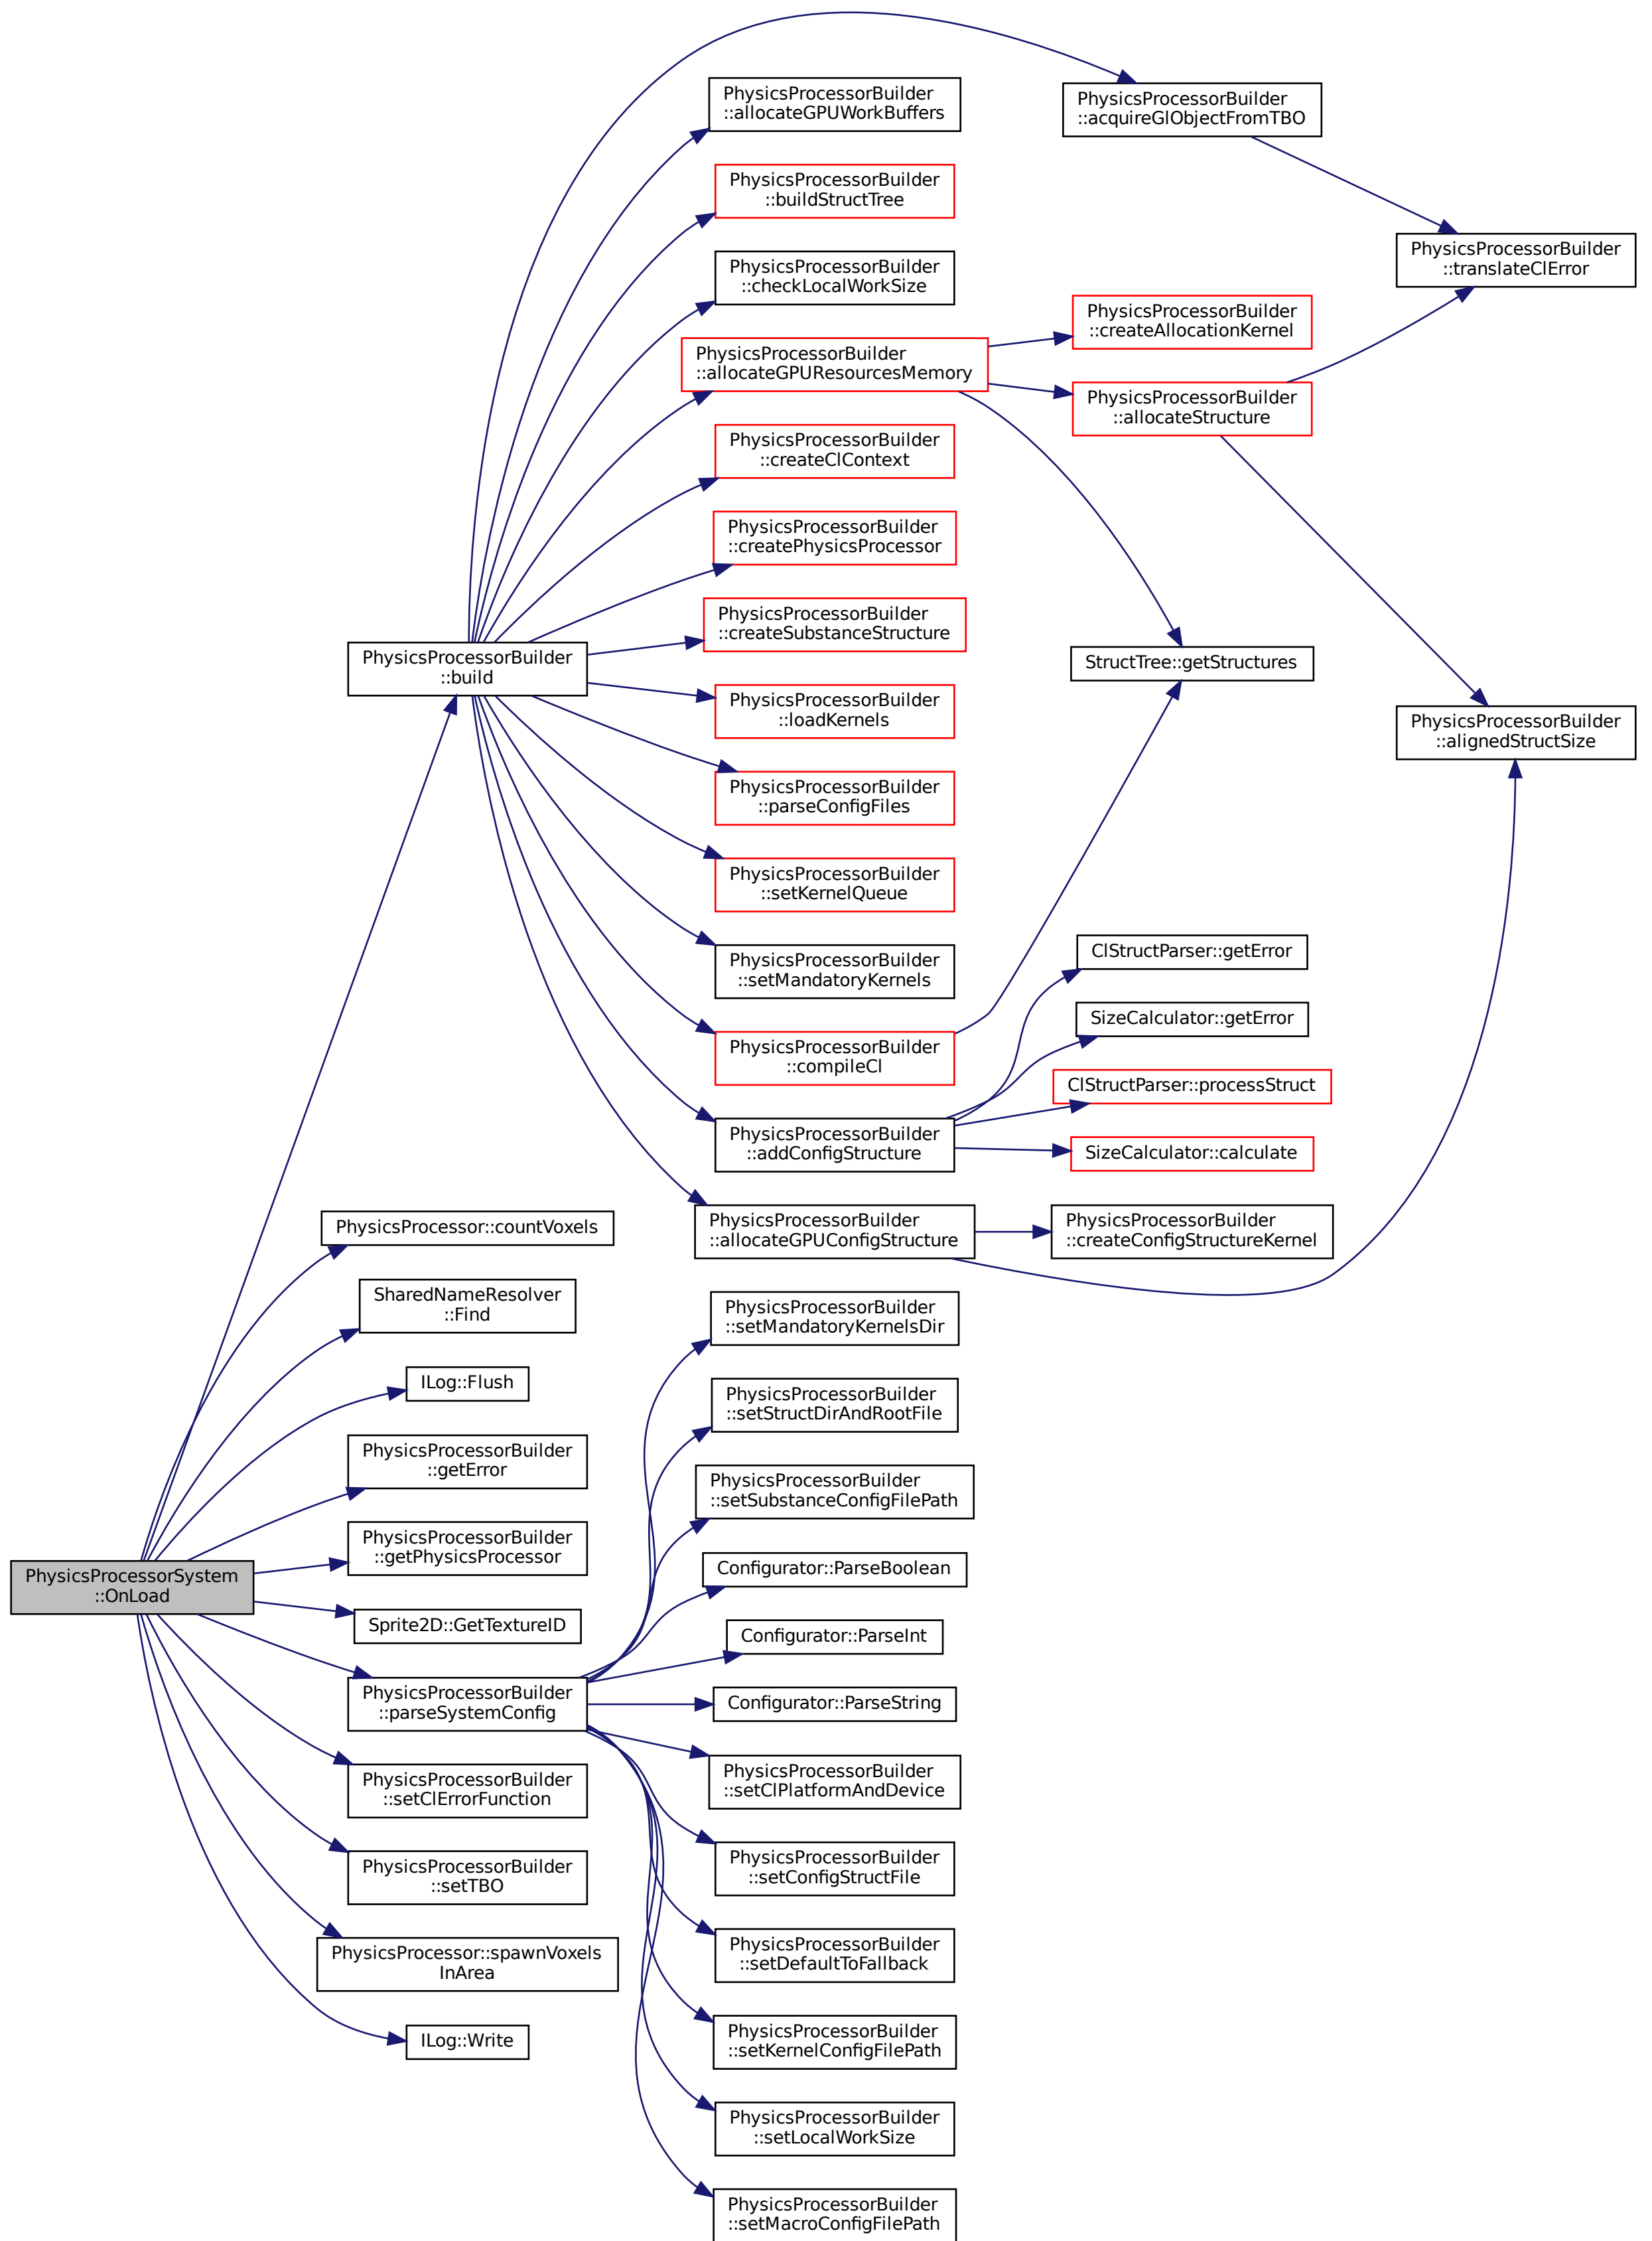 PhysicsProcessorSystem
::OnLoad
PhysicsProcessorBuilder
::build
PhysicsProcessor::countVoxels
SharedNameResolver
::Find
ILog::Flush
PhysicsProcessorBuilder
::getError
PhysicsProcessorBuilder
::getPhysicsProcessor
Sprite2D::GetTextureID
PhysicsProcessorBuilder
::parseSystemConfig
PhysicsProcessorBuilder
::setClErrorFunction
PhysicsProcessorBuilder
::setTBO
PhysicsProcessor::spawnVoxels
InArea
ILog::Write
PhysicsProcessorBuilder
::allocateGPUWorkBuffers
PhysicsProcessorBuilder
::buildStructTree
PhysicsProcessorBuilder
::checkLocalWorkSize
PhysicsProcessorBuilder
::allocateGPUResourcesMemory
PhysicsProcessorBuilder
::createClContext
PhysicsProcessorBuilder
::createPhysicsProcessor
PhysicsProcessorBuilder
::createSubstanceStructure
PhysicsProcessorBuilder
::loadKernels
PhysicsProcessorBuilder
::parseConfigFiles
PhysicsProcessorBuilder
::setKernelQueue
PhysicsProcessorBuilder
::setMandatoryKernels
PhysicsProcessorBuilder
::compileCl
PhysicsProcessorBuilder
::addConfigStructure
PhysicsProcessorBuilder
::allocateGPUConfigStructure
PhysicsProcessorBuilder
::setMandatoryKernelsDir
PhysicsProcessorBuilder
::setStructDirAndRootFile
PhysicsProcessorBuilder
::setSubstanceConfigFilePath
Configurator::ParseBoolean
Configurator::ParseInt
Configurator::ParseString
PhysicsProcessorBuilder
::setClPlatformAndDevice
PhysicsProcessorBuilder
::setConfigStructFile
PhysicsProcessorBuilder
::setDefaultToFallback
PhysicsProcessorBuilder
::setKernelConfigFilePath
PhysicsProcessorBuilder
::setLocalWorkSize
PhysicsProcessorBuilder
::setMacroConfigFilePath
PhysicsProcessorBuilder
::acquireGlObjectFromTBO
PhysicsProcessorBuilder
::createAllocationKernel
PhysicsProcessorBuilder
::allocateStructure
StructTree::getStructures
ClStructParser::getError
SizeCalculator::getError
ClStructParser::processStruct
SizeCalculator::calculate
PhysicsProcessorBuilder
::createConfigStructureKernel
PhysicsProcessorBuilder
::translateClError
PhysicsProcessorBuilder
::alignedStructSize